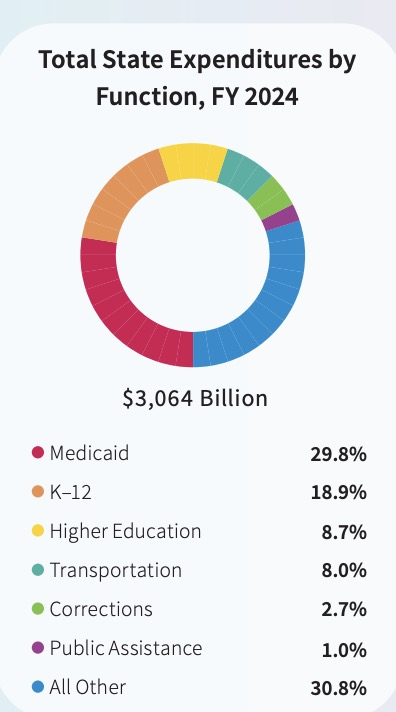 Total State Expenditures by
Function, FY 2024
$3,064 Billion
Medicaid 29.8%
K–12 18.9%
Higher Education 8.7%
Transportation 8.0%
Corrections 2.7%
Public Assistance 1.0%
All Other 30.8%